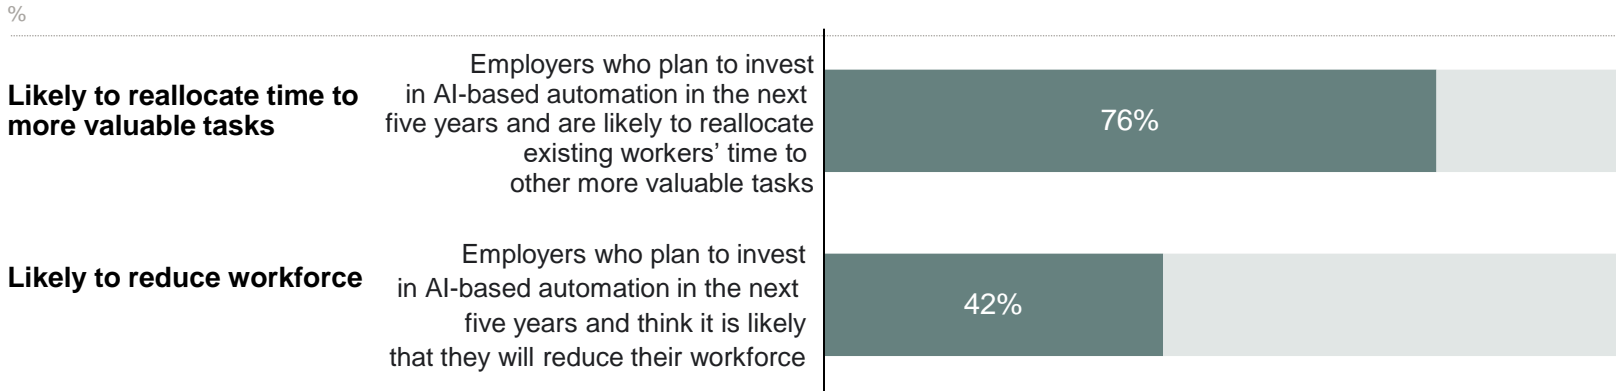 %
Likely to reallocate time to
more valuable tasks
Employers who plan to invest
in AI-based automation in the next
five years and are likely to reallocate
existing workers’ time to
other more valuable tasks
76%
Likely to reduce workforce
Employers who plan to invest
in AI-based automation in the next
five years and think it is likely
that they will reduce their workforce
42%